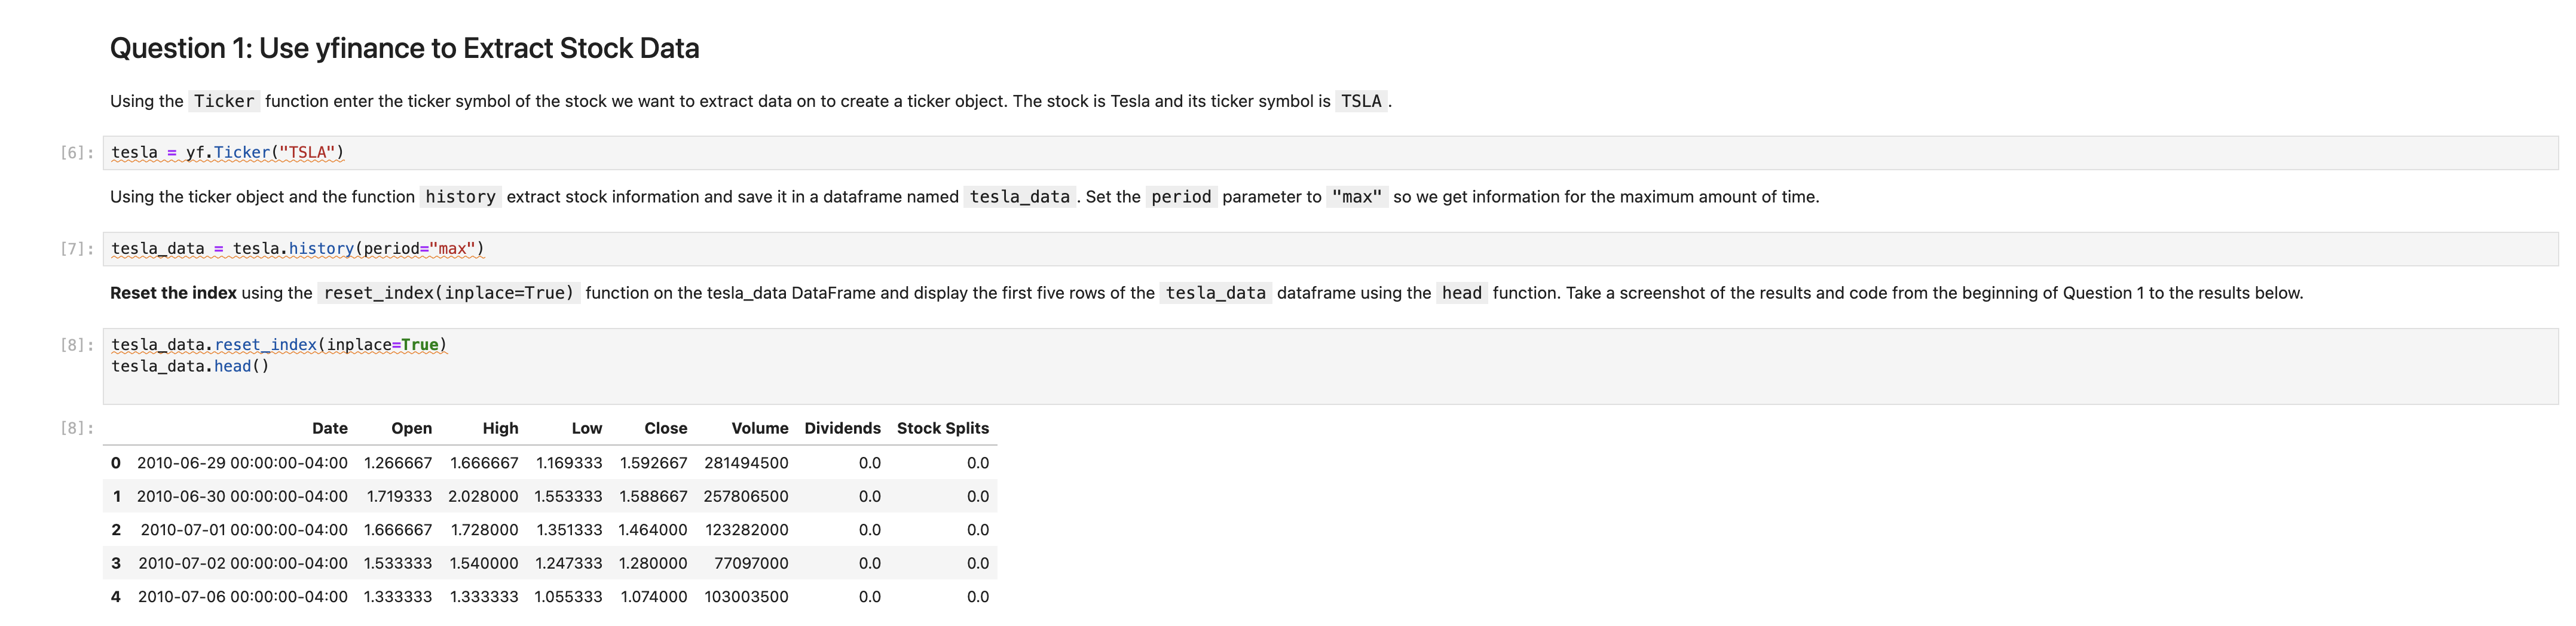 Question 1: Use yfinance to Extract Stock Data
Using the Ticker function enter the ticker symbol of the stock we want to extract data on to create a ticker object. The stock is Tesla and its ticker symbol is TSLA .
[6]: tesla = yf.Ticker("TSLA")
Using the ticker object and the function history extract stock information and save it in a dataframe named tesla_data . Set the period parameter to "max" so we get information for the maximum amount of time.
[7]: tesla_data = tesla.history(period="max")
Reset the index using the reset_index(inplace=True) function on the tesla_data DataFrame and display the first five rows of the tesla_data dataframe using the head function. Take a screenshot of the results and code from the beginning of Question 1 to the results below.
[8]: tesla_data.reset_index(inplace=True)
tesla_data.head()
[8]: Date Open High Low Close Volume Dividends Stock Splits
0 2010-06-29 00:00:00-04:00 1.266667 1.666667 1.169333 1.592667 281494500 0.0 0.0
1 2010-06-30 00:00:00-04:00 1.719333 2.028000 1.553333 1.588667 257806500 0.0 0.0
2 2010-07-01 00:00:00-04:00 1.666667 1.728000 1.351333 1.464000 123282000 0.0 0.0
3 2010-07-02 00:00:00-04:00 1.533333 1.540000 1.247333 1.280000 77097000 0.0 0.0
4 2010-07-06 00:00:00-04:00 1.333333 1.333333 1.055333 1.074000 103003500 0.0 0.0